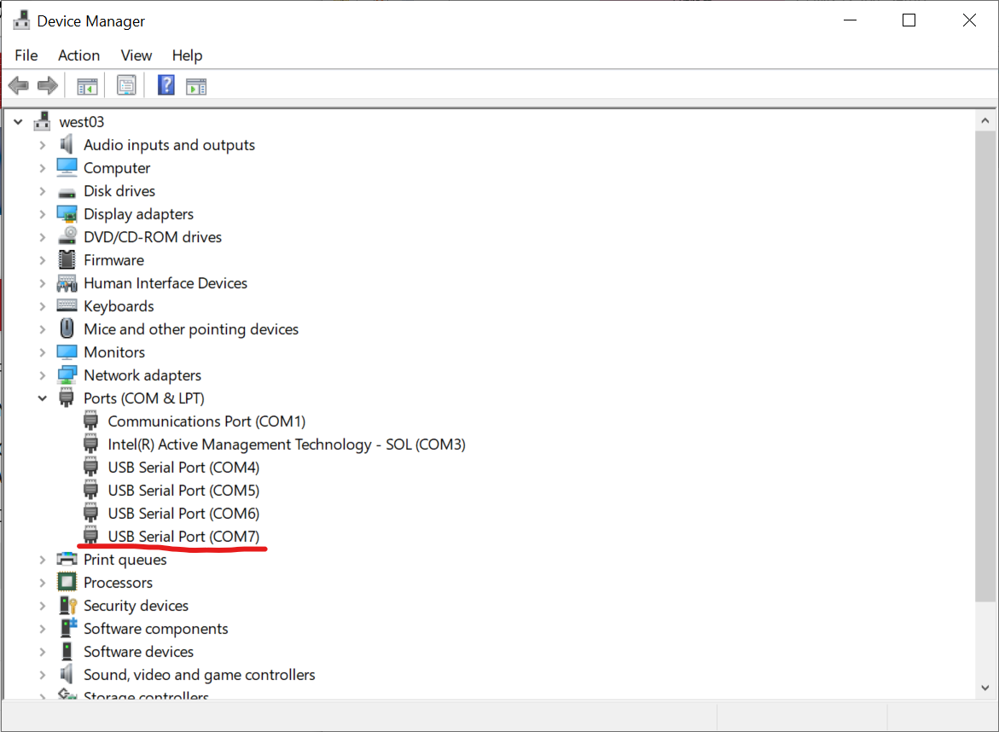 Device Manager
File Action View Help
west03
Audio inputs and outputs
Computer
Disk drives
Display adapters
DVD/CD-ROM drives
Firmware
Human Interface Devices
Keyboards
Mice and other pointing devices
Monitors
Network adapters
Ports (COM & LPT)
Communications Port (COM1)
Intel(R) Active Management Technology - SOL (COM3)
USB Serial Port (COM4)
USB Serial Port (COM5)
USB Serial Port (COM6)
USB Serial Port (COM7)
Print queues
Processors
Security devices
Software components
Software devices
Sound, video and game controllers
Storage controllers